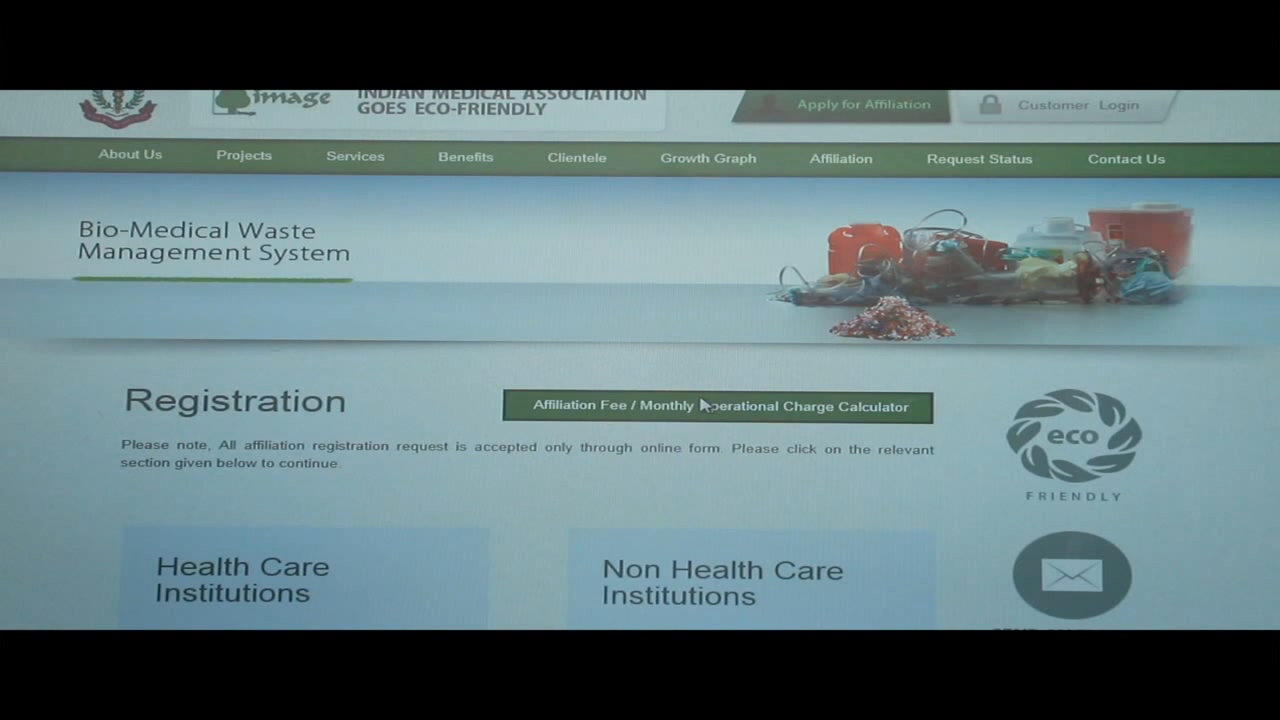 image
INDIAN MEDICAL ASSOCIATION
GOES ECO-FRIENDLY
Apply for Affiliation
Customer Login
About Us
Projects
Services
Benefits
Clientele
Growth Graph
Affiliation
Request Status
Contact Us
Bio-Medical Waste
Management System
Registration
Affiliation Fee / Monthly Operational Charge Calculator
Please note, All affiliation registration request is accepted only through online form. Please click on the relevant
section given below to continue.
eco
FRIENDLY
Health Care
Institutions
Non Health Care
Institutions